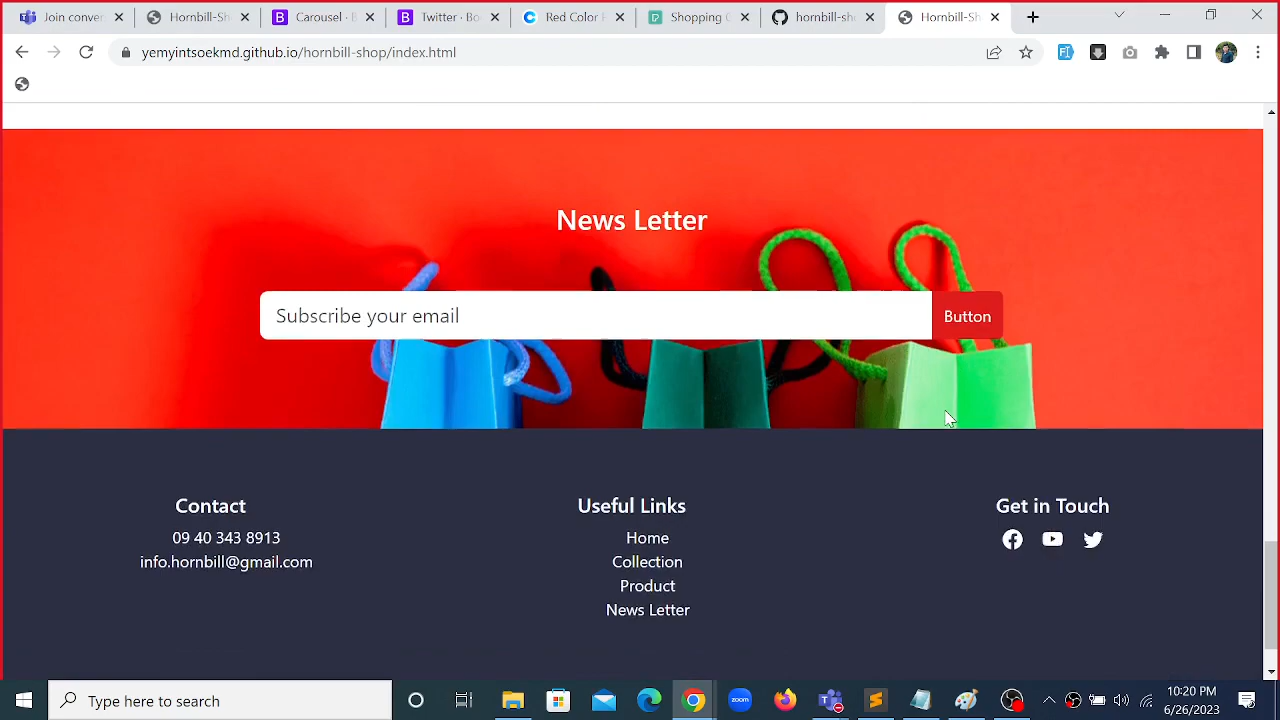 Join conver
Hornbill-Sh
Carousel · B
Twitter · Bo
Red Color F
Shopping C
hornbill-sho
Hornbill-Sh
yemyintsoekmd.github.io/hornbill-shop/index.html
News Letter
Subscribe your email
Button
Contact
09 40 343 8913
info.hornbill@gmail.com
Useful Links
Home
Collection
Product
News Letter
Get in Touch
Type here to search
zoom
10:20 PM
6/26/2023